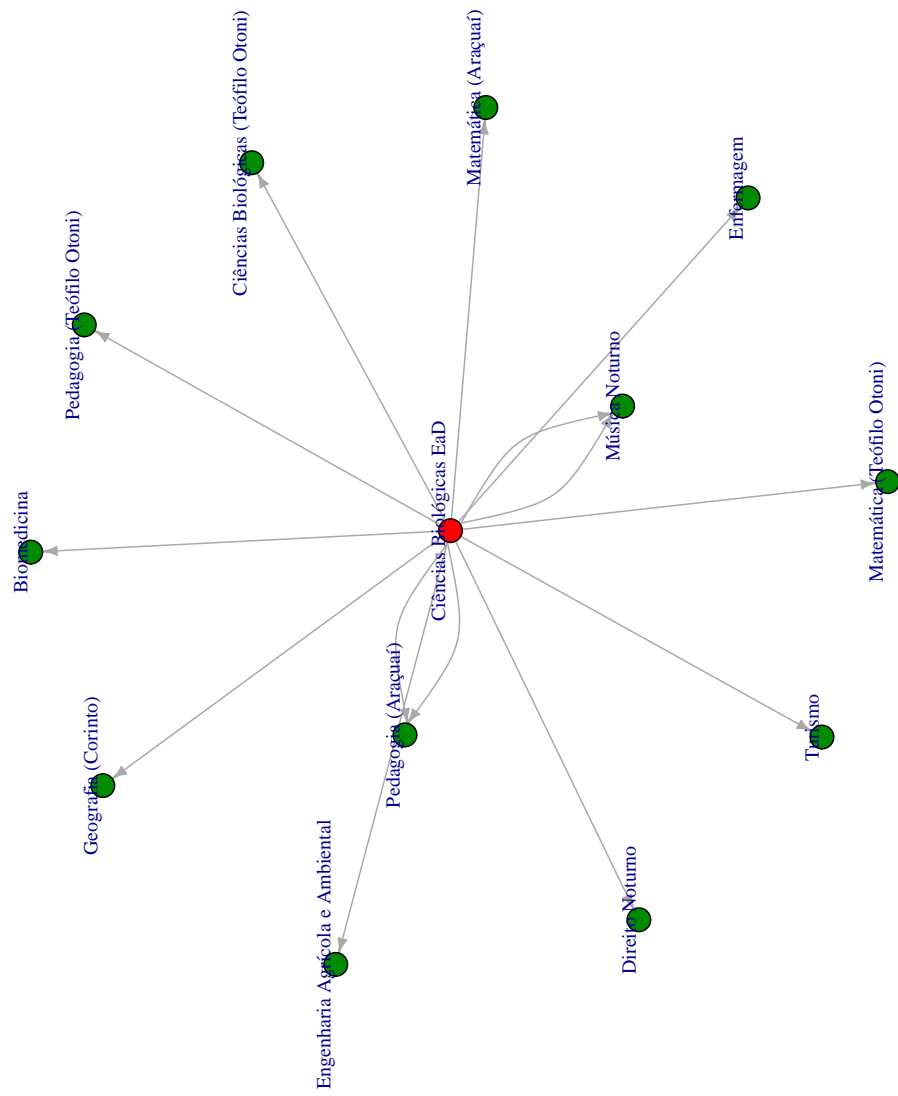 Biomedicina
Pedagogia (Teófilo Otoni)
Geografia (Corinto)
Ciências Biológicas (Teófilo Otoni)
Engenharia Agrícola e Ambiental
Pedagogia (Araçuaí)
Ciências Biológicas EaD
Matemática (Araçuaí)
Música Noturno
Direito Noturno
Enfermagem
Turismo
Matemática (Teófilo Otoni)